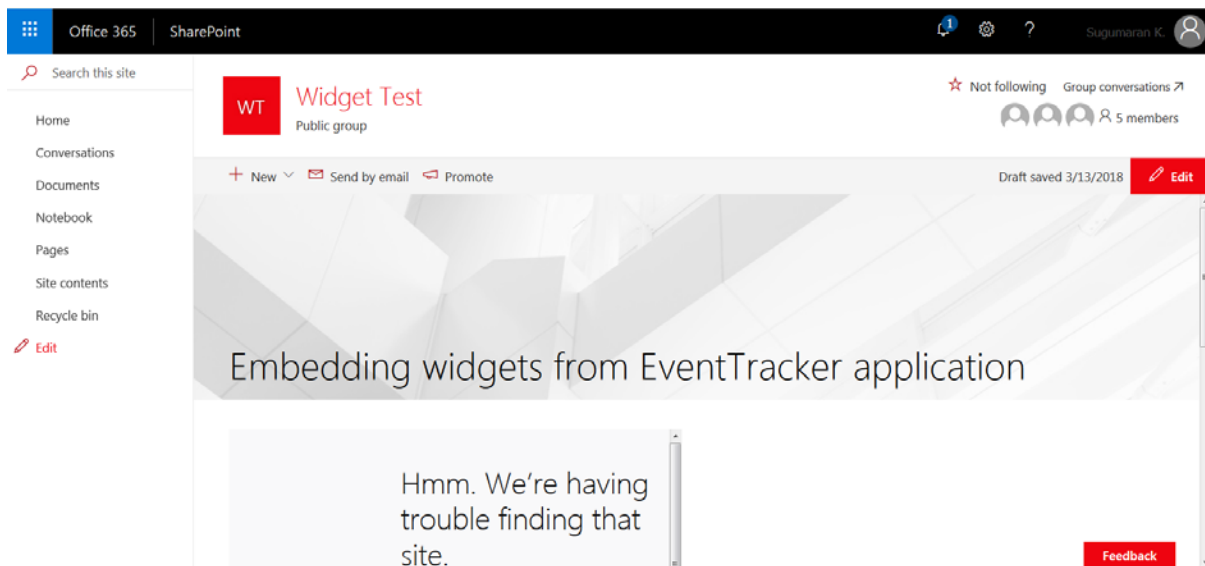 Office 365 SharePoint 1 ? Sugumaran K.
Search this site
WT
Widget Test
Public group
Not following Group conversations
5 members
Home
Conversations
Documents
Notebook
Pages
Site contents
Recycle bin
Edit
+ New Send by email Promote Draft saved 3/13/2018 Edit
Embedding widgets from EventTracker application
Hmm. We're having
trouble finding that
site.
Feedback